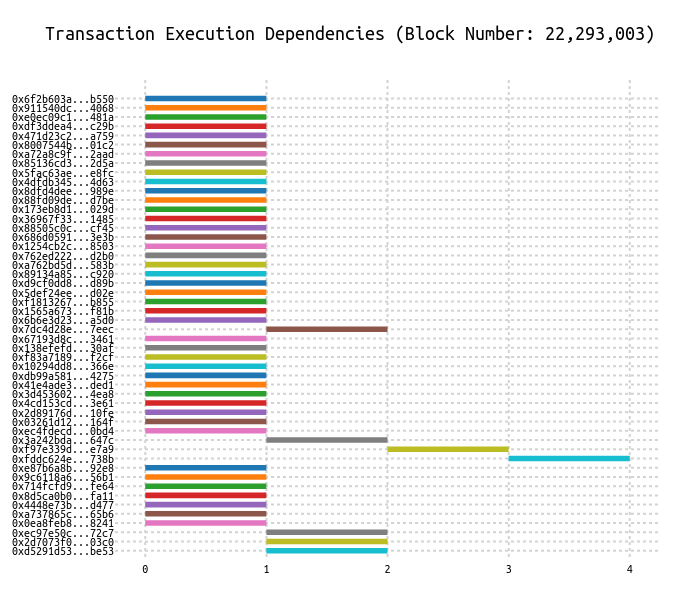 Transaction Execution Dependencies (Block Number: 22,293,003)
0x6f2b603a...b550
0x911540dc...4068
0xe0ec09c1...481a
0xdf3ddea4...c29b
0x471d23c2...a759
0x8007544b...01c2
0xa72a8c9f...2aad
0x85136cd3...2d5a
0x5fac63ae...e8fc
0x4dfdb345...4d63
0x8dfd4dee...989e
0x88fd09de...d7be
0x173eb8d1...029d
0x36967f33...1485
0x88505c0c...cf45
0x686d0591...3e3b
0x1254cb2c...8503
0x762ed222...d2b0
0xa762bd5d...583b
0x89134a85...c920
0xd9cf0dd8...d89b
0x5def24ee...d02e
0xf1813267...b855
0x1565a673...f81b
0x6b6e3d23...a5d0
0x7dc4d28e...7eec
0x67193d8c...3461
0x138efefd...30af
0xf83a7189...f2cf
0x10294dd8...366e
0xdb99a581...4275
0x41e4ade3...ded1
0x3d453602...4ea8
0x4cd153cd...3e61
0x2d89176d...10fe
0x03261d12...164f
0xec4fdecd...0bd4
0x3a242bda...647c
0xf97e339d...e7a9
0xfddc624e...738b
0xe87b6a8b...92e8
0x9c6118a6...56b1
0x714fcfd9...fe64
0x8d5ca0b0...fa11
0x4448e73b...d477
0xa737865c...65b6
0x0ea8feb8...8241
0xec97e50c...72c7
0x2d7073f0...03c0
0xd5291d53...be53
0 1 2 3 4